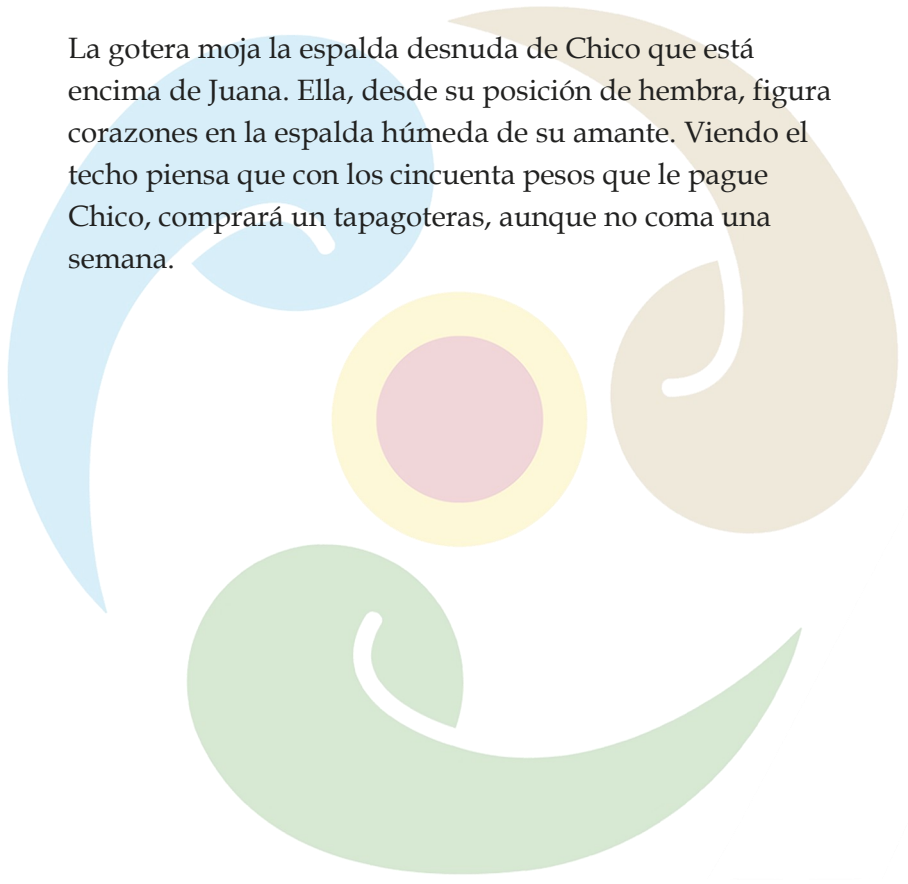 La gotera moja la espalda desnuda de Chico que está
encima de Juana. Ella, desde su posición de hembra, figura
corazones en la espalda húmeda de su amante. Viendo el
techo piensa que con los cincuenta pesos que le pague
Chico, comprará un tapagoteras, aunque no coma una
semana.